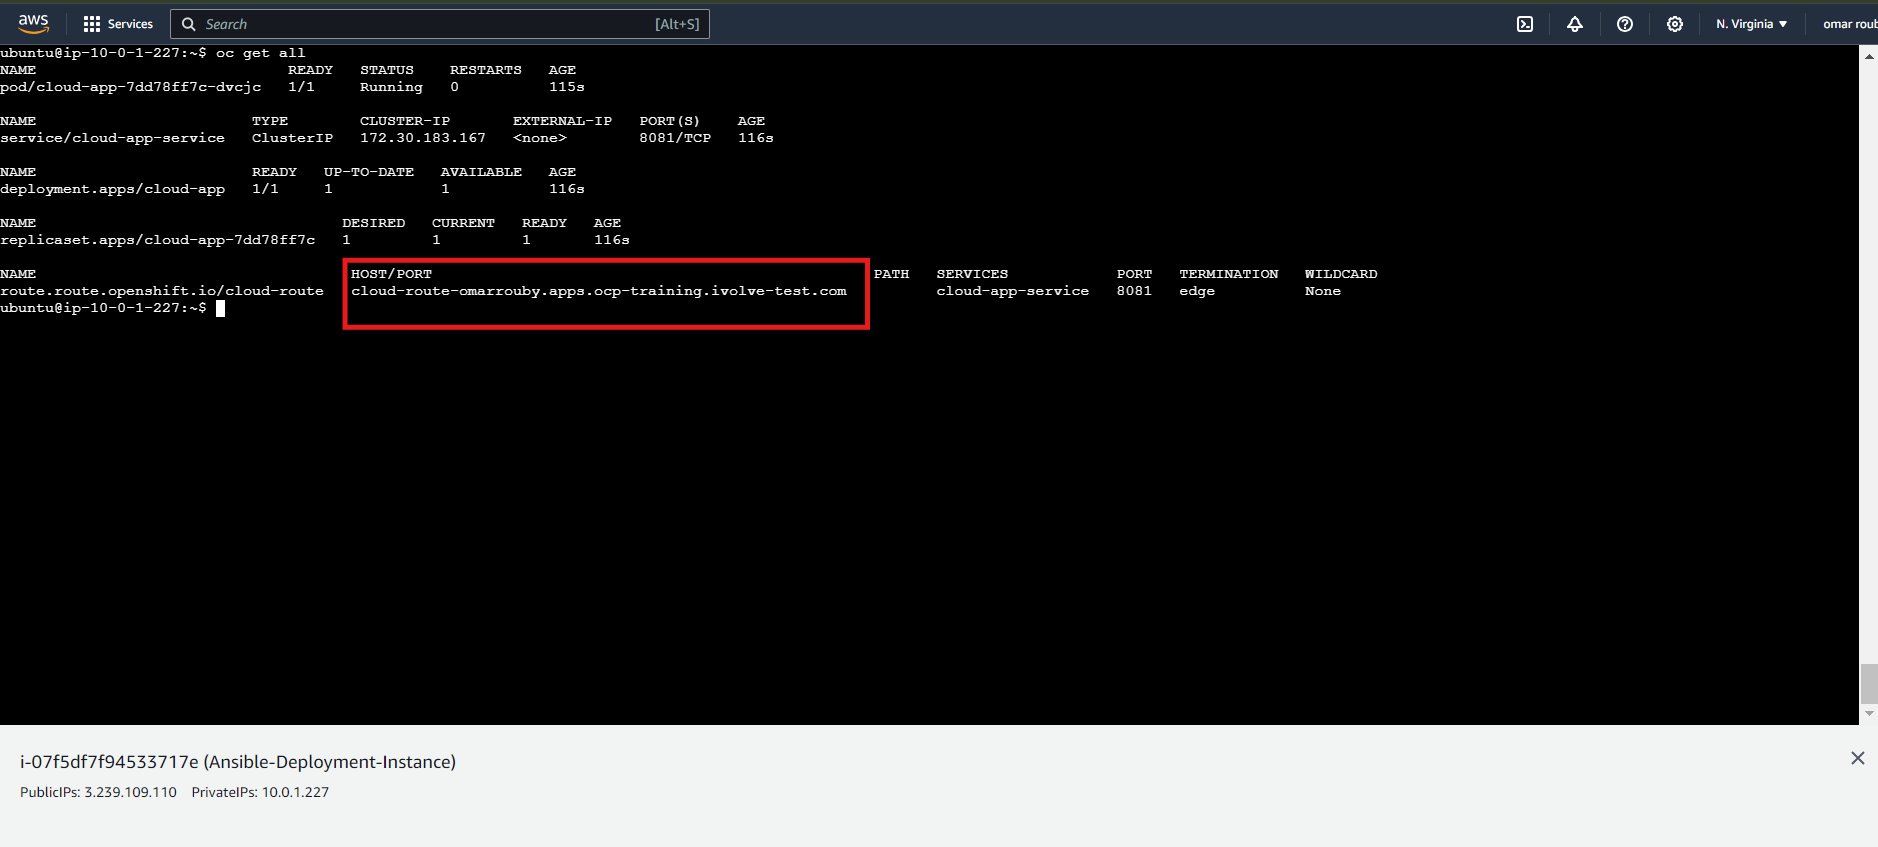 aws Services Search [Alt+S] N. Virginia omar roub
ubuntu@ip-10-0-1-227:~$ oc get all
NAME READY STATUS RESTARTS AGE
pod/cloud-app-7dd78ff7c-dvcjc 1/1 Running 0 115s
NAME TYPE CLUSTER-IP EXTERNAL-IP PORT(S) AGE
service/cloud-app-service ClusterIP 172.30.183.167 <none> 8081/TCP 116s
NAME READY UP-TO-DATE AVAILABLE AGE
deployment.apps/cloud-app 1/1 1 1 116s
NAME DESIRED CURRENT READY AGE
replicaset.apps/cloud-app-7dd78ff7c 1 1 1 116s
NAME HOST/PORT PATH SERVICES PORT TERMINATION WILDCARD
route.route.openshift.io/cloud-route cloud-route-omarrouby.apps.ocp-training.ivolve-test.com cloud-app-service 8081 edge None
ubuntu@ip-10-0-1-227:~$
i-07f5df7f94533717e (Ansible-Deployment-Instance)
PublicIPs: 3.239.109.110 PrivateIPs: 10.0.1.227